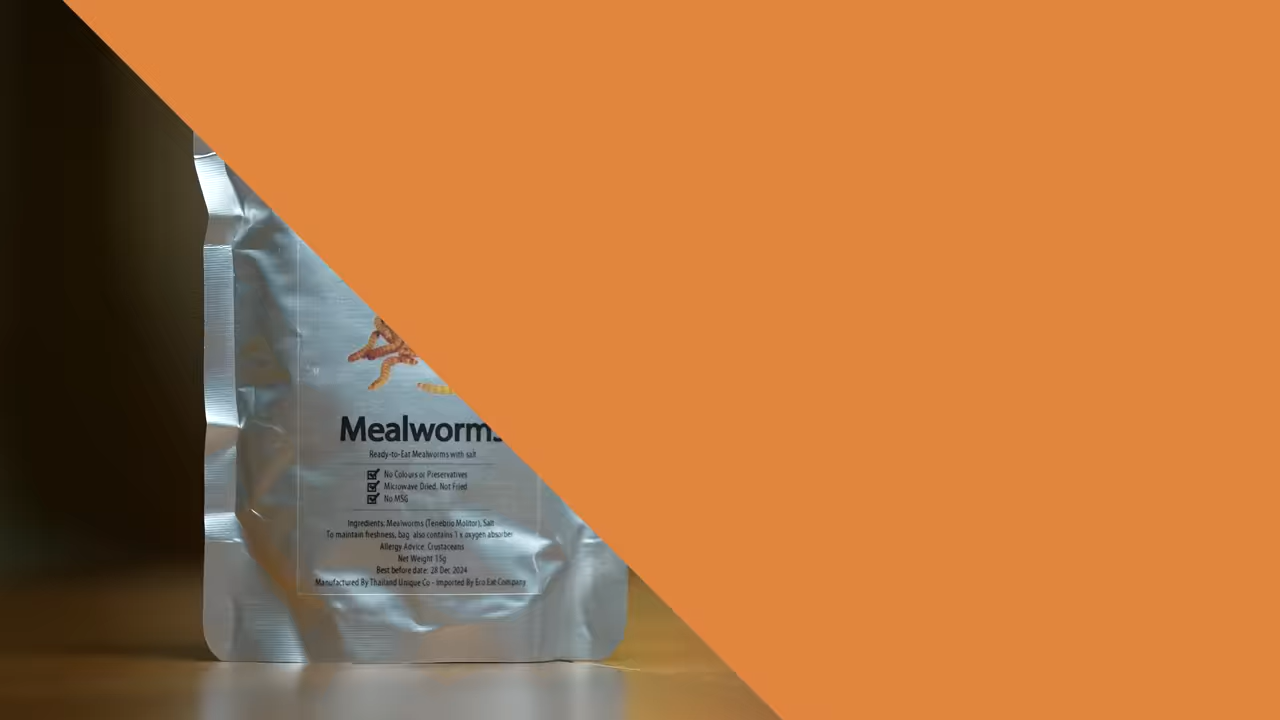 Mealworms
Ready-to-Eat Mealworms with salt
No Colours or Preservatives
Microwave Dried, Not Fried
No MSG
Ingredients: Mealworms (Tenebrio Molitor), Salt
To maintain freshness, bag also contains 1 x oxygen absorber
Allergy Advice: Crustaceans
Net Weight 15g
Best before date: 28 Dec 2024
Manufactured By Thailand Unique Co - Imported By Eco Eat Company